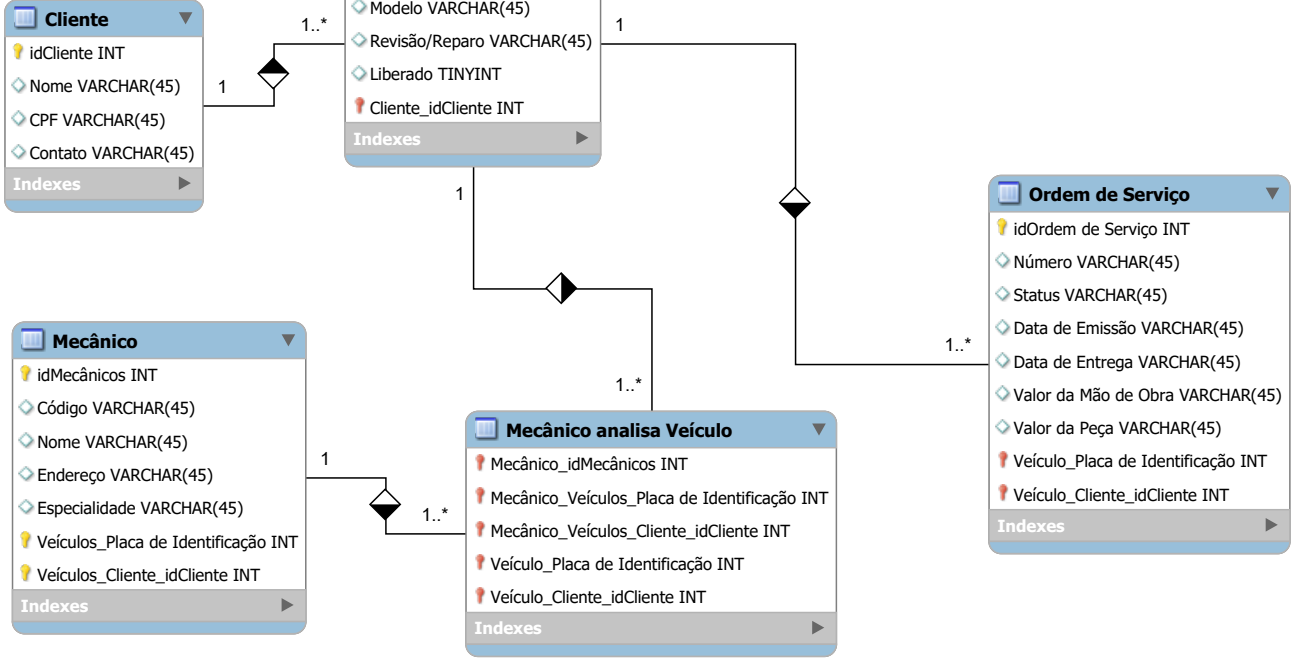 Cliente
idCliente INT
Nome VARCHAR(45)
CPF VARCHAR(45)
Contato VARCHAR(45)
Indexes
1
1..*
Modelo VARCHAR(45)
Revisão/Reparo VARCHAR(45)
Liberado TINYINT
Cliente_idCliente INT
Indexes
1
1
1..*
Ordem de Serviço
idOrdem de Serviço INT
Número VARCHAR(45)
Status VARCHAR(45)
Data de Emissão VARCHAR(45)
Data de Entrega VARCHAR(45)
Valor da Mão de Obra VARCHAR(45)
Valor da Peça VARCHAR(45)
Veículo_Placa de Identificação INT
Veículo_Cliente_idCliente INT
Indexes
Mecânico
idMecânicos INT
Código VARCHAR(45)
Nome VARCHAR(45)
Endereço VARCHAR(45)
Especialidade VARCHAR(45)
Veículos_Placa de Identificação INT
Veículos_Cliente_idCliente INT
Indexes
1
1..*
1..*
Mecânico analisa Veículo
Mecânico_idMecânicos INT
Mecânico_Veículos_Placa de Identificação INT
Mecânico_Veículos_Cliente_idCliente INT
Veículo_Placa de Identificação INT
Veículo_Cliente_idCliente INT
Indexes